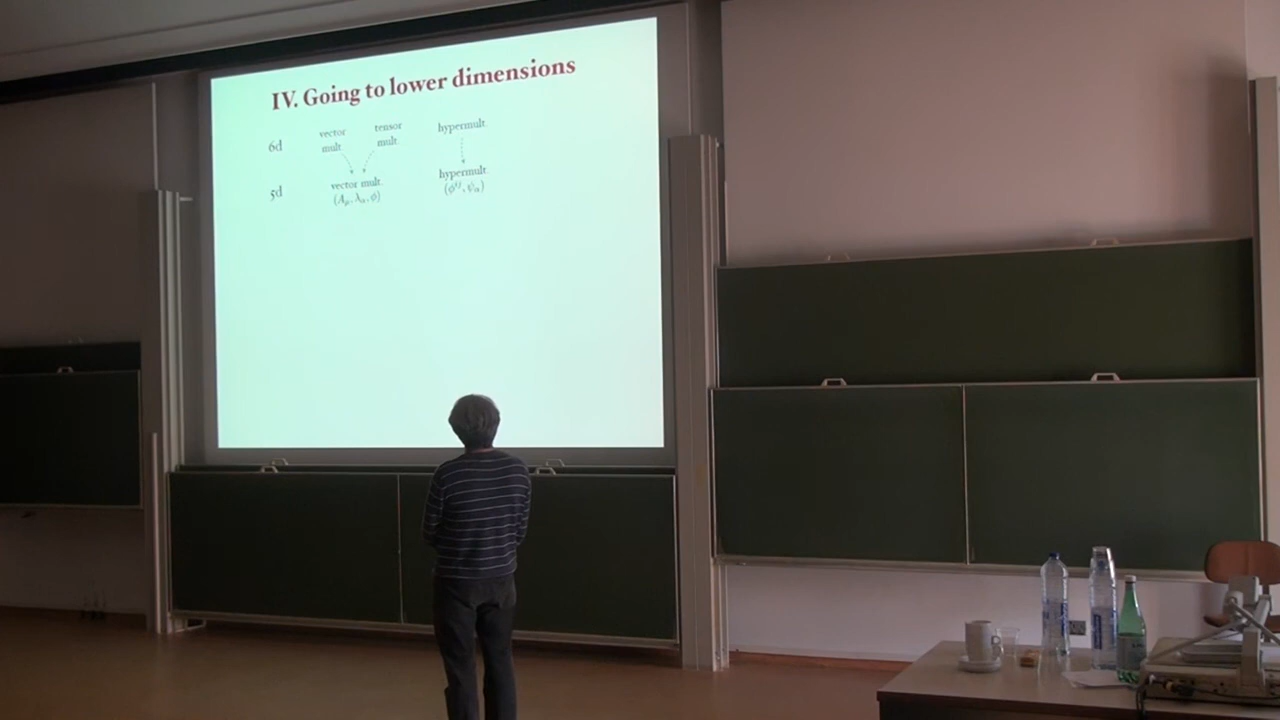 IV. Going to lower dimensions
6d vector mult. tensor mult. hypermult.
5d vector mult. hypermult.
(A_μ, λ_α, φ) (φ^{ij}, ψ_α)